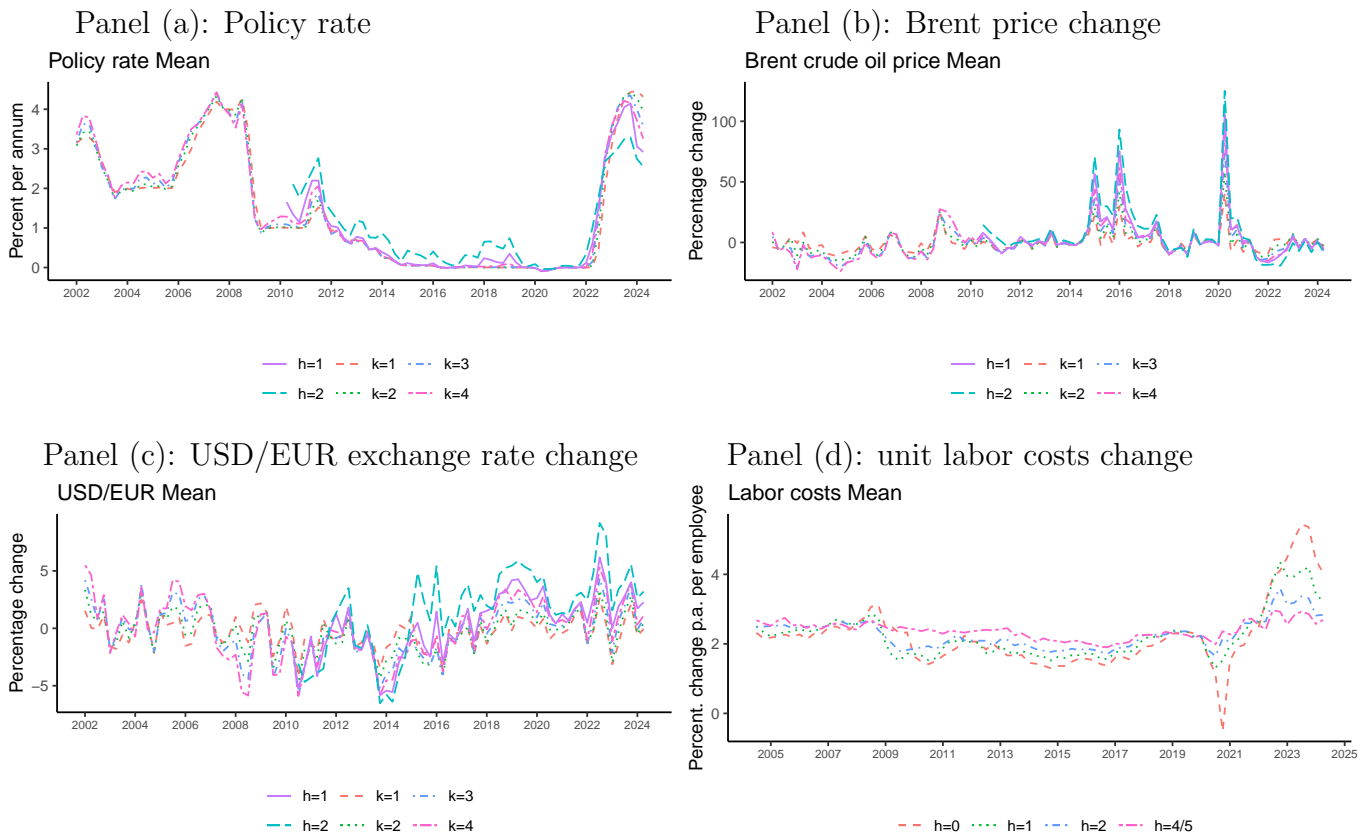 Panel (a): Policy rate
Policy rate Mean
Percent per annum
4
3
2
1
0
2002 2004 2006 2008 2010 2012 2014 2016 2018 2020 2022 2024
h=1 k=1 k=3
h=2 k=2 k=4
Panel (b): Brent price change
Brent crude oil price Mean
Percentage change
100
50
0
2002 2004 2006 2008 2010 2012 2014 2016 2018 2020 2022 2024
h=1 k=1 k=3
h=2 k=2 k=4
Panel (c): USD/EUR exchange rate change
USD/EUR Mean
Percentage change
5
0
−5
2002 2004 2006 2008 2010 2012 2014 2016 2018 2020 2022 2024
h=1 k=1 k=3
h=2 k=2 k=4
Panel (d): unit labor costs change
Labor costs Mean
Percent. change p.a. per employee
4
2
0
2005 2007 2009 2011 2013 2015 2017 2019 2021 2023 2025
h=0 h=1 h=2 h=4/5